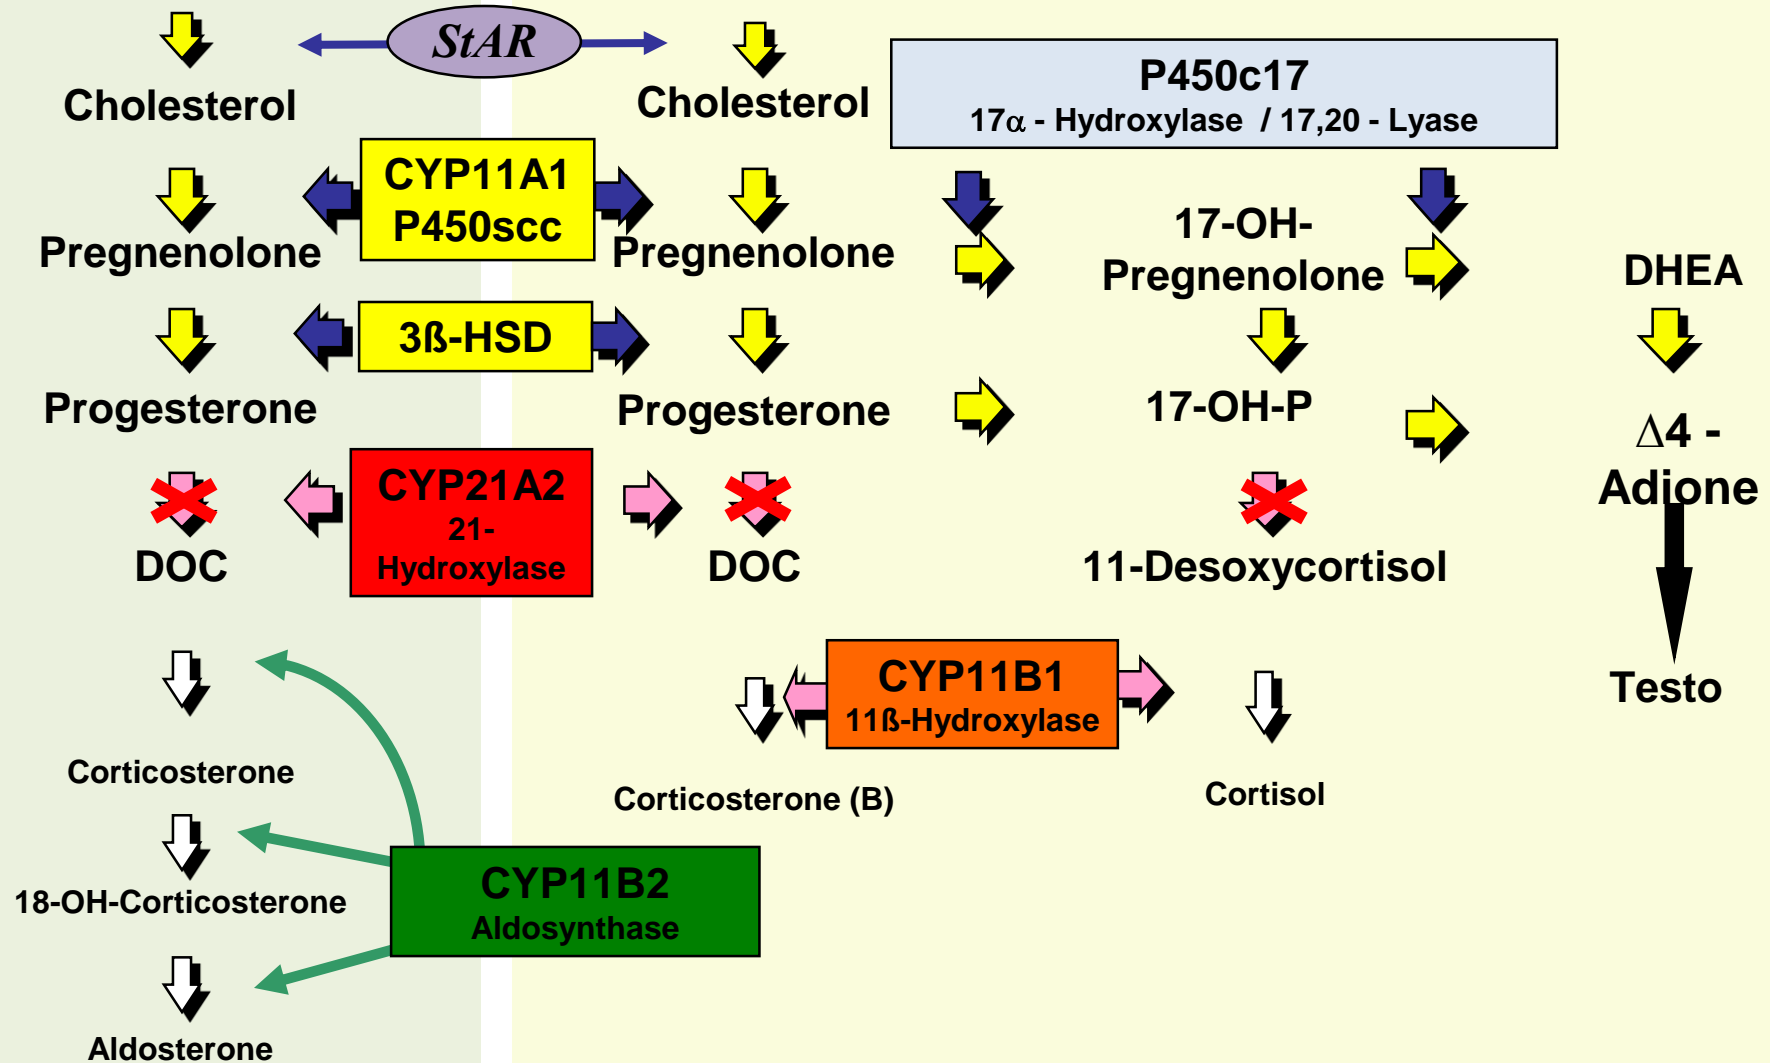 StAR
Cholesterol
Cholesterol
P450c17
17α - Hydroxylase / 17,20 - Lyase
CYP11A1
P450scc
Pregnenolone
Pregnenolone
17-OH-
Pregnenolone
DHEA
3ß-HSD
Progesterone
Progesterone
17-OH-P
Δ4 -
Adione
CYP21A2
21-
Hydroxylase
DOC
DOC
11-Desoxycortisol
CYP11B1
11ß-Hydroxylase
Testo
Corticosterone
Corticosterone (B)
Cortisol
CYP11B2
Aldosynthase
18-OH-Corticosterone
Aldosterone